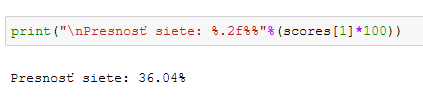 print("\nPresnosť siete: %.2f%%"%(scores[1]*100))
Presnosť siete: 36.04%